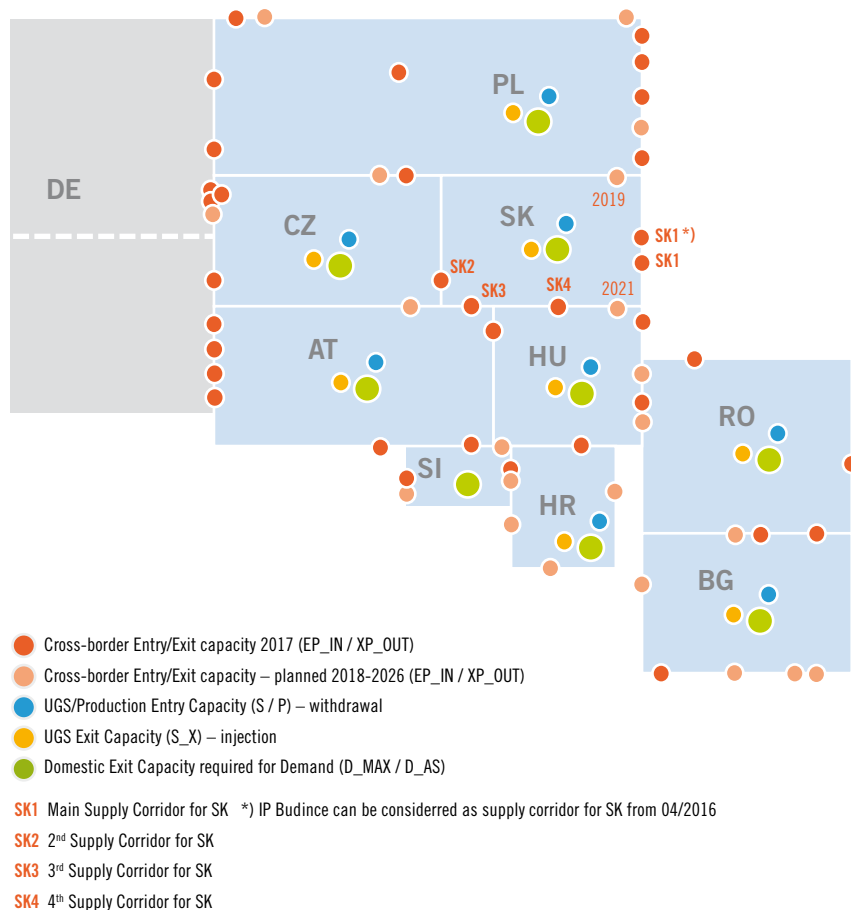 PL
DE
2019
CZ
SK
SK1 *)
SK2
SK1
SK3
SK4
2021
AT
HU
RO
SI
HR
BG
Cross-border Entry/Exit capacity 2017 (EP_IN / XP_OUT)
Cross-border Entry/Exit capacity – planned 2018-2026 (EP_IN / XP_OUT)
UGS/Production Entry Capacity (S / P) – withdrawal
UGS Exit Capacity (S_X) – injection
Domestic Exit Capacity required for Demand (D_MAX / D_AS)
SK1 Main Supply Corridor for SK *) IP Budince can be considerred as supply corridor for SK from 04/2016
SK2 2nd Supply Corridor for SK
SK3 3rd Supply Corridor for SK
SK4 4th Supply Corridor for SK